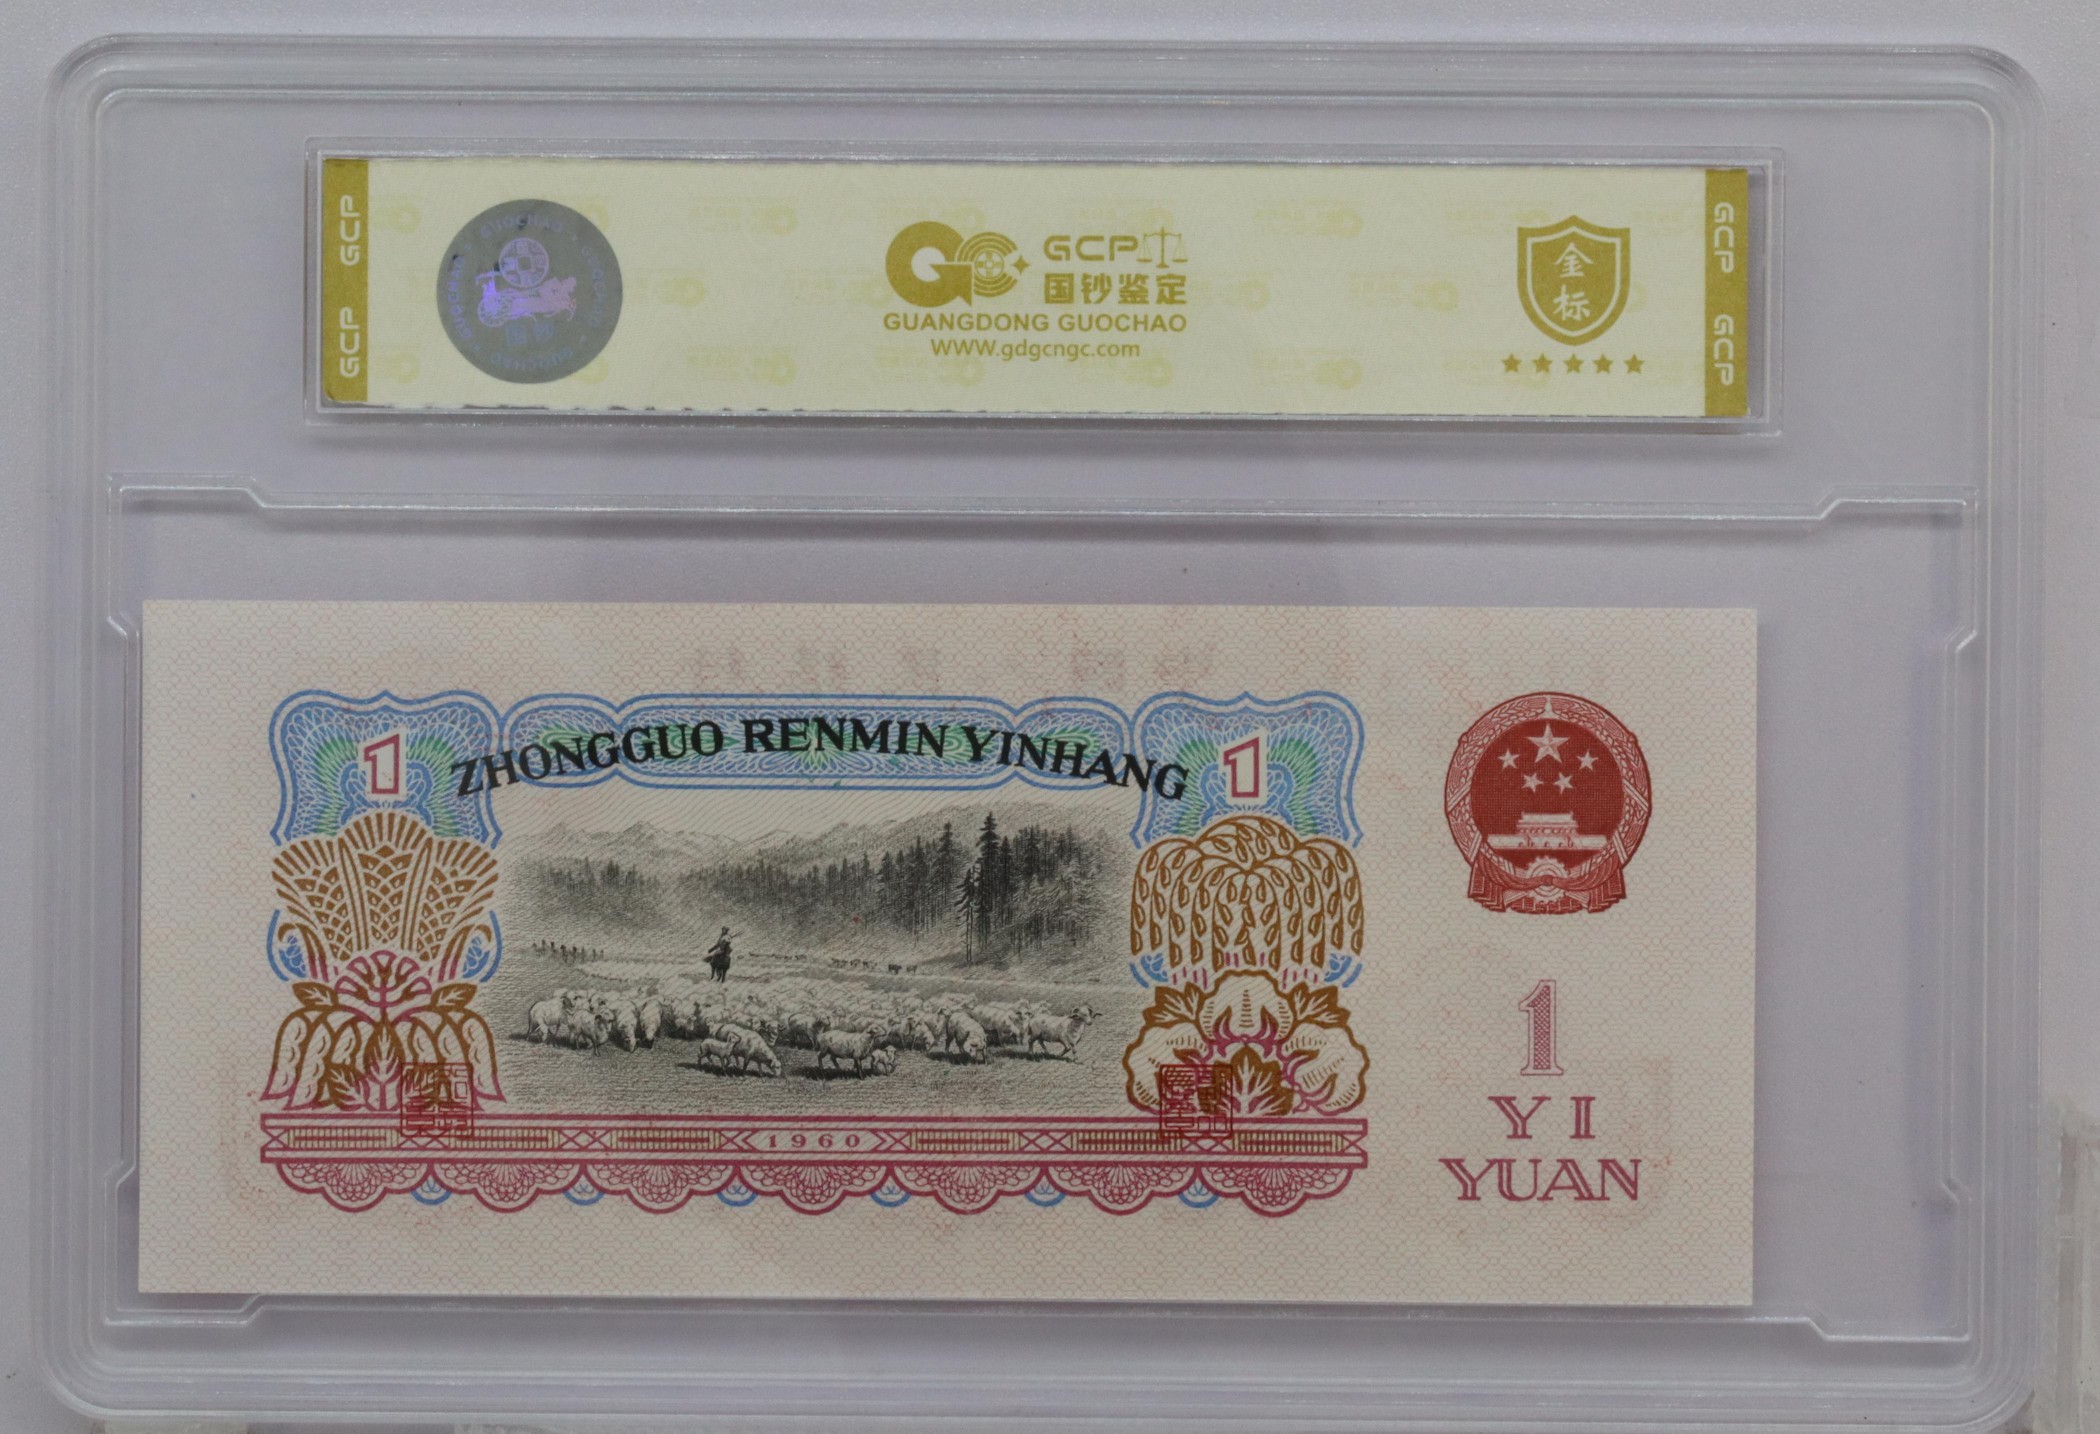 GCP GCP
GCP
国钞鉴定
GUANGDONG GUOCHAO
www.gdgcngc.com
金
标
GCP GCP
ZHONGGUO RENMIN YINHANG
1
1
1960
1
YI
YUAN